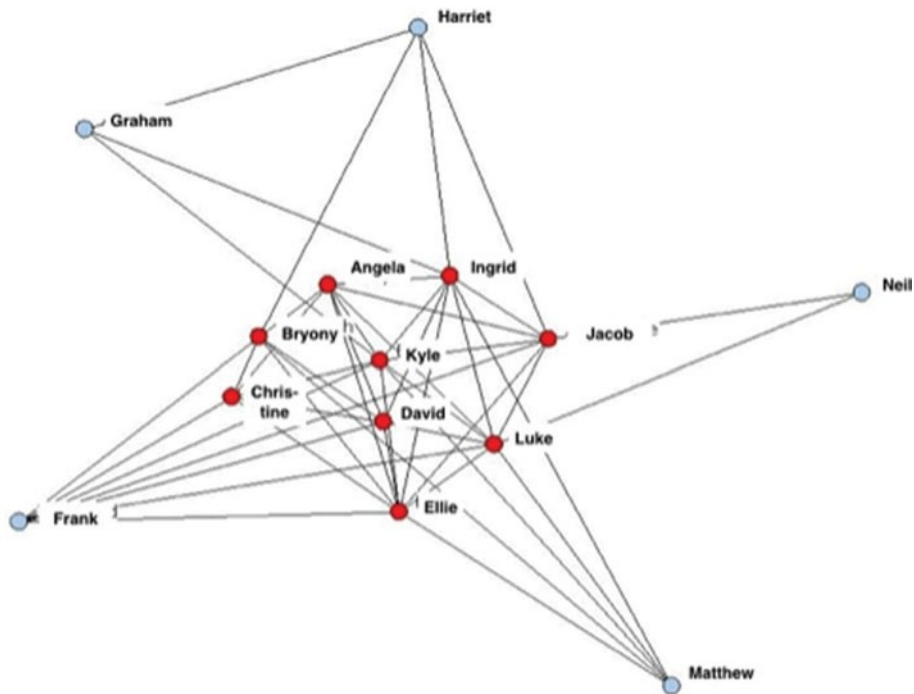 Harriet
Graham
Angela
Ingrid
Neil
Bryony
Jacob
Kyle
Chris-
tine
David
Luke
Ellie
Frank
Matthew